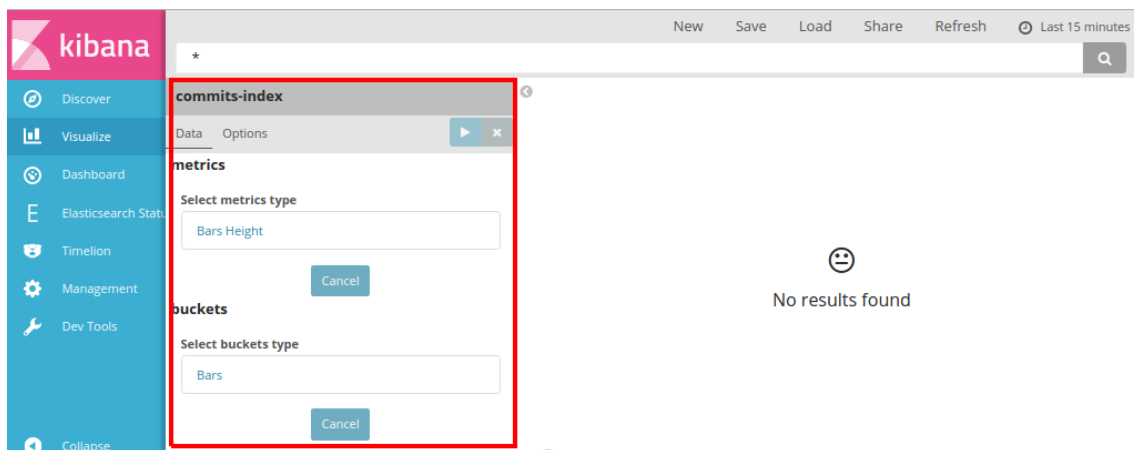 New Save Load Share Refresh Last 15 minutes
kibana
*
Discover
Visualize
Dashboard
E Elasticsearch Statu
Timelion
Management
Dev Tools
Collapse
commits-index
Data Options
metrics
Select metrics type
Bars Height
Cancel
buckets
Select buckets type
Bars
Cancel
No results found